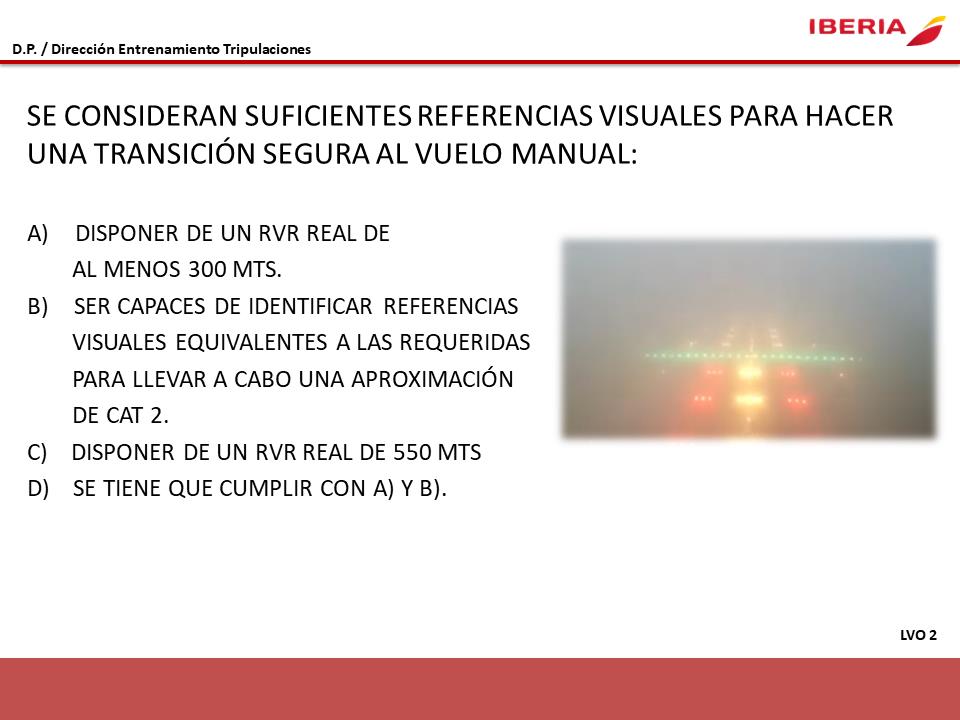 IBERIA
D.P. / Dirección Entrenamiento Tripulaciones
SE CONSIDERAN SUFICIENTES REFERENCIAS VISUALES PARA HACER
UNA TRANSICIÓN SEGURA AL VUELO MANUAL:
A) DISPONER DE UN RVR REAL DE
AL MENOS 300 MTS.
B) SER CAPACES DE IDENTIFICAR REFERENCIAS
VISUALES EQUIVALENTES A LAS REQUERIDAS
PARA LLEVAR A CABO UNA APROXIMACIÓN
DE CAT 2.
C) DISPONER DE UN RVR REAL DE 550 MTS
D) SE TIENE QUE CUMPLIR CON A) Y B).
LVO 2